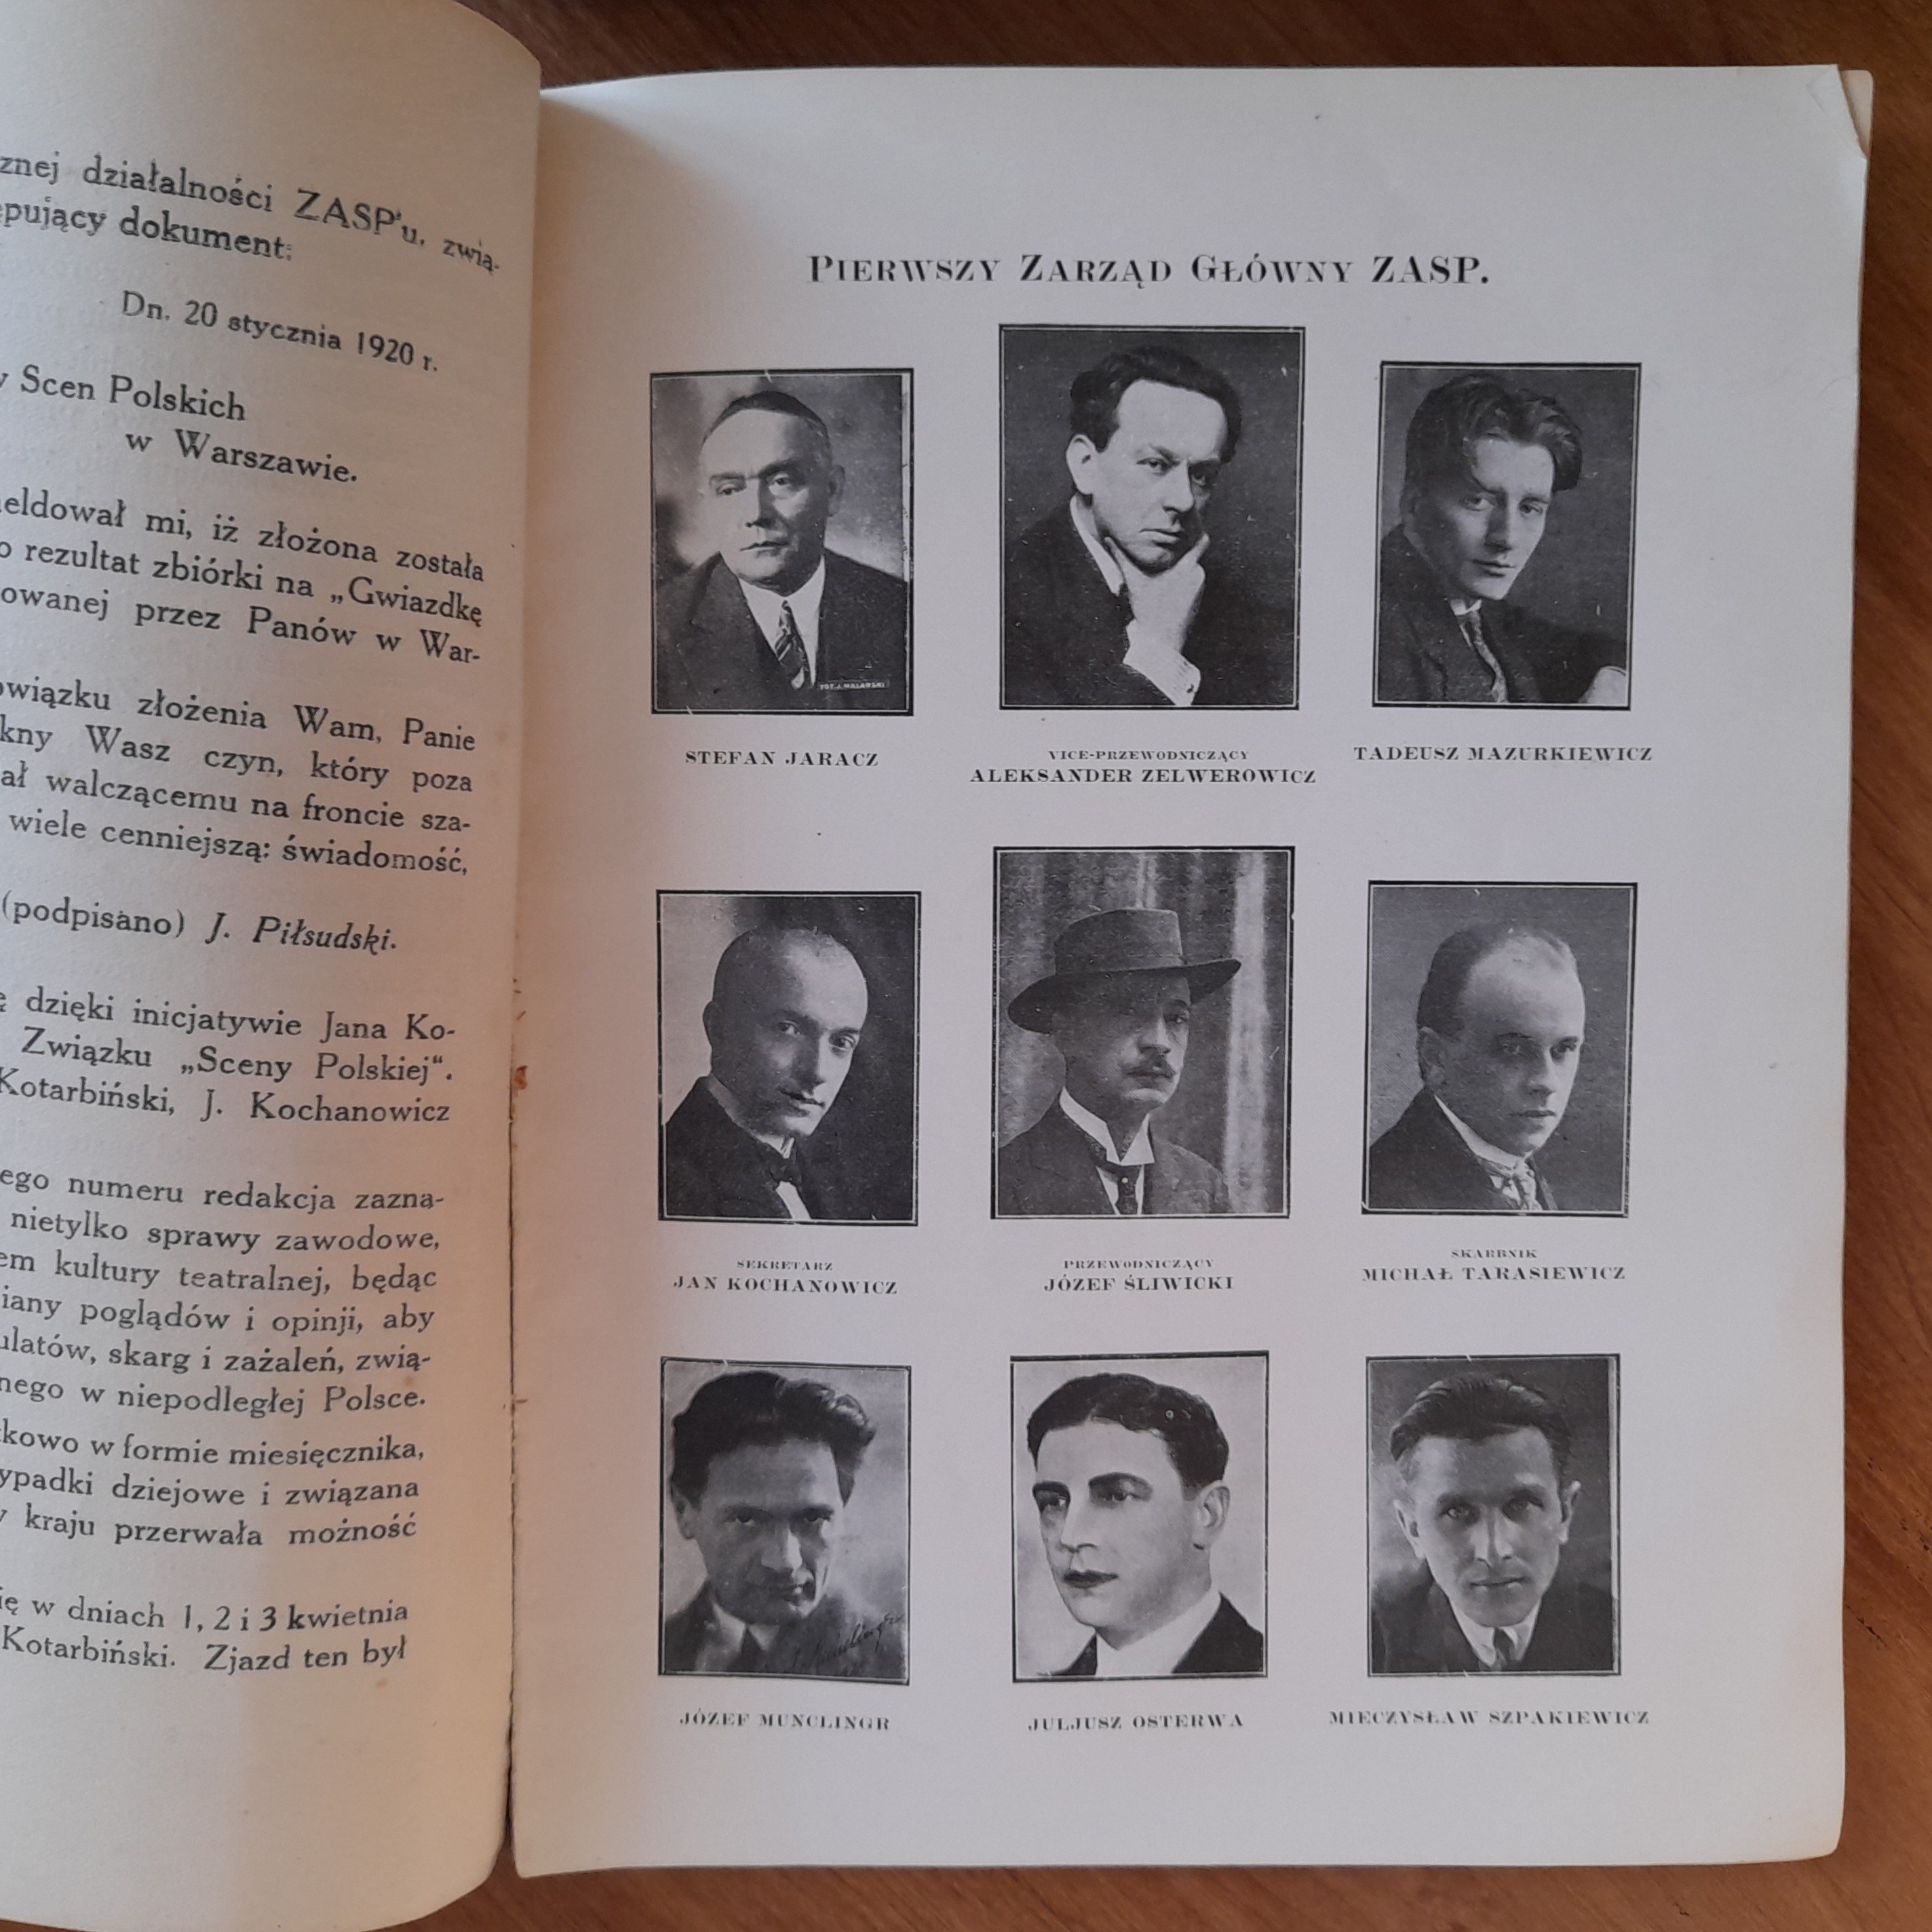 znej działalności ZASP'u, zwią-
pujący dokument:
Dn. 20 stycznia 1920 r.
Scen Polskich
w Warszawie.
eldował mi, iż złożona została
rezultat zbiórki na „Gwiazdkę
owanej przez Panów w War-
wiązku złożenia Wam, Panie
kny Wasz czyn, który poza
ał walczącemu na froncie sza-
wiele cenniejszą: świadomość,
(podpisano) J. Piłsudski.
ę dzięki inicjatywie Jana Ko-
Związku „Sceny Polskiej“.
Kotarbiński, J. Kochanowicz
ego numeru redakcja zazna-
nietylko sprawy zawodowe,
em kultury teatralnej, będąc
iany poglądów i opinji, aby
ulatów, skarg i zażaleń, zwią-
nego w niepodległej Polsce.
kowo w formie miesięcznika,
ypadki dziejowe i związana
kraju przerwała możność
ię w dniach 1, 2 i 3 kwietnia
Kotarbiński. Zjazd ten był
PIERWSZY ZARZĄD GŁÓWNY ZASP.
FOT. J. MALARSKI
STEFAN JARACZ
VICE-PRZEWODNICZĄCY
ALEKSANDER ZELWEROWICZ
TADEUSZ MAZURKIEWICZ
SEKRETARZ
JAN KOCHANOWICZ
PRZEWODNICZĄCY
JÓZEF ŚLIWICKI
SKARBNIK
MICHAŁ TARASIEWICZ
JÓZEF MUNCLINGR
JULJUSZ OSTERWA
MIECZYSŁAW SZPAKIEWICZ